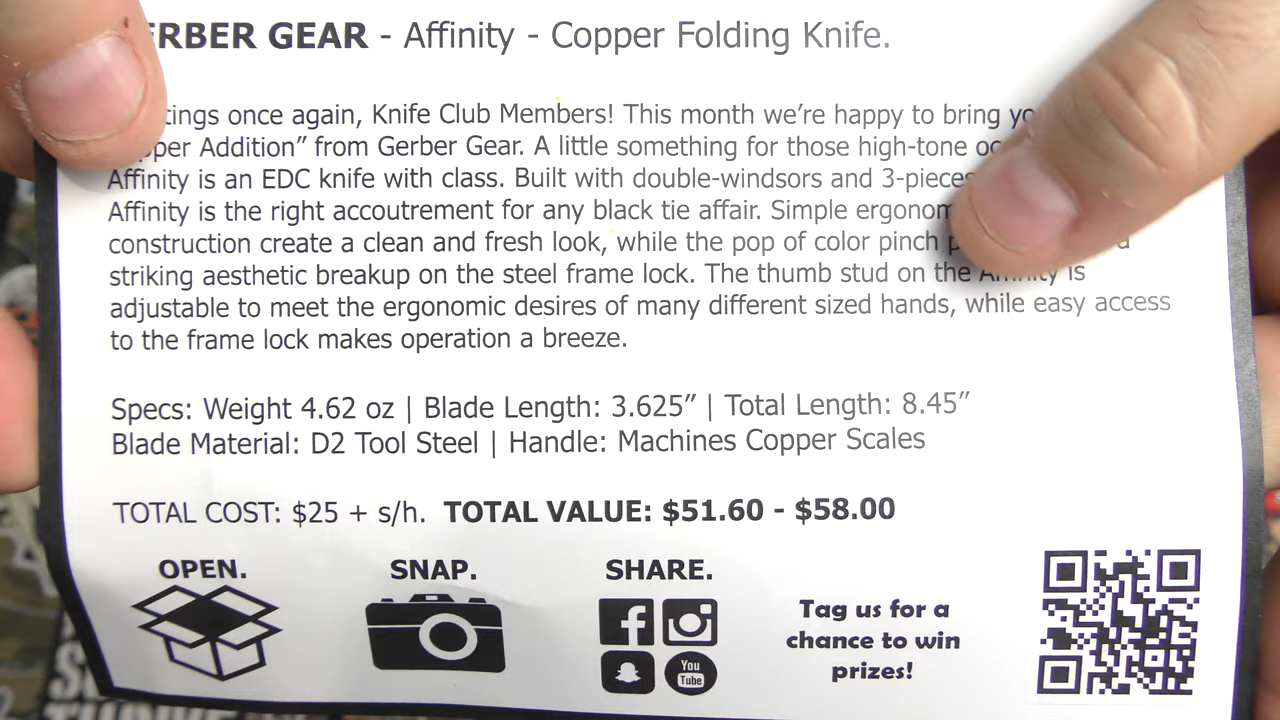 ERBER GEAR - Affinity - Copper Folding Knife.
tings once again, Knife Club Members! This month we're happy to bring
Addition" from Gerber Gear. A little something for those high-tone
Affinity is an EDC knife with class. Built with double-windsors and 3-pieces
Affinity is the right accoutrement for any black tie affair. Simple
construction create a clean and fresh look, while the pop of color pinch
striking aesthetic breakup on the steel frame lock. The thumb stud on the Affinity is
adjustable to meet the ergonomic desires of many different sized hands, while easy access
to the frame lock makes operation a breeze.
Specs: Weight 4.62 oz | Blade Length: 3.625" | Total Length: 8.45"
Blade Material: D2 Tool Steel | Handle: Machines Copper Scales
TOTAL COST: $25 + s/h. TOTAL VALUE: $51.60 - $58.00
OPEN. SNAP. SHARE.
Tag us for a
chance to win
prizes!
You
Tube